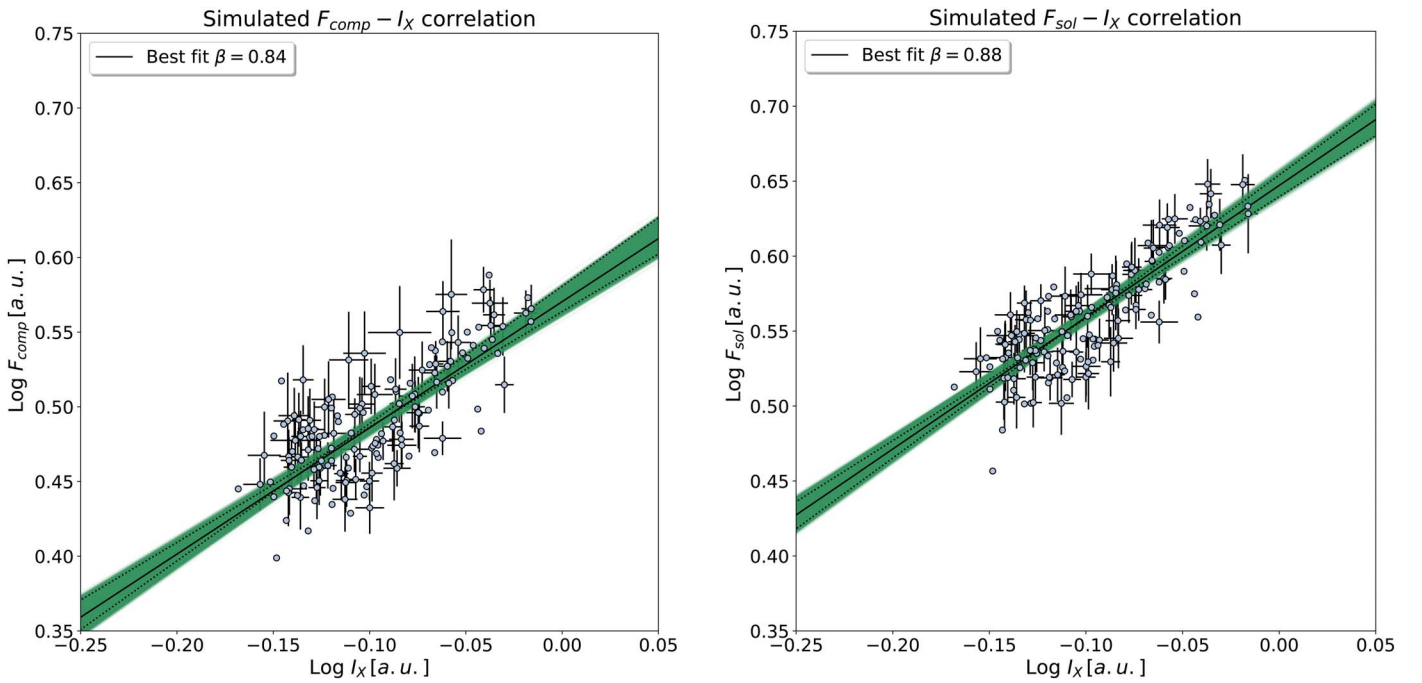 Simulated F_comp − I_X correlation
Best fit β = 0.84
0.75
0.70
0.65
0.60
0.55
0.50
0.45
0.40
0.35
Log F_comp [a.u.]
−0.25 −0.20 −0.15 −0.10 −0.05 0.00 0.05
Log I_X [a.u.]
Simulated F_sol − I_X correlation
Best fit β = 0.88
0.75
0.70
0.65
0.60
0.55
0.50
0.45
0.40
0.35
Log F_sol [a.u.]
−0.25 −0.20 −0.15 −0.10 −0.05 0.00 0.05
Log I_X [a.u.]